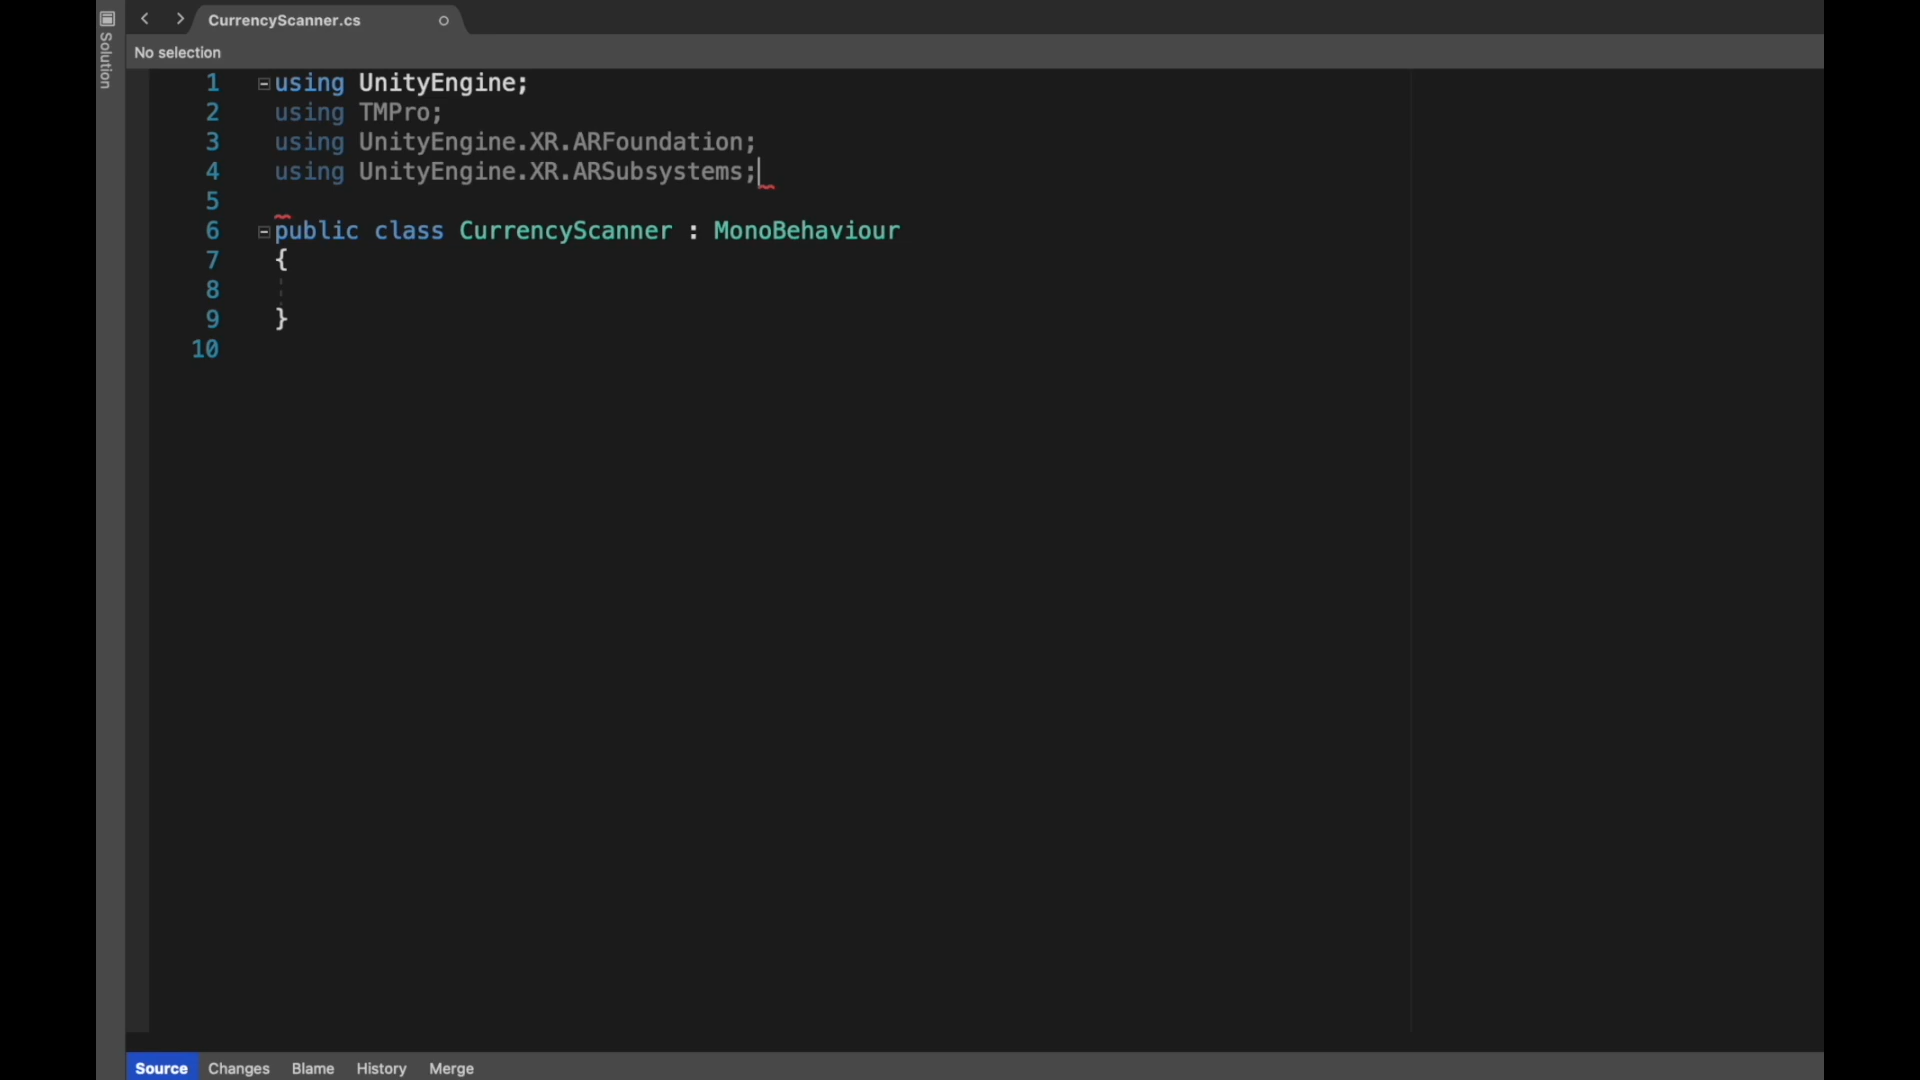 Solution
CurrencyScanner.cs
No selection
1 using UnityEngine;
2 using TMPro;
3 using UnityEngine.XR.ARFoundation;
4 using UnityEngine.XR.ARSubsystems;
5
6 public class CurrencyScanner : MonoBehaviour
7 {
8
9 }
10
Source Changes Blame History Merge